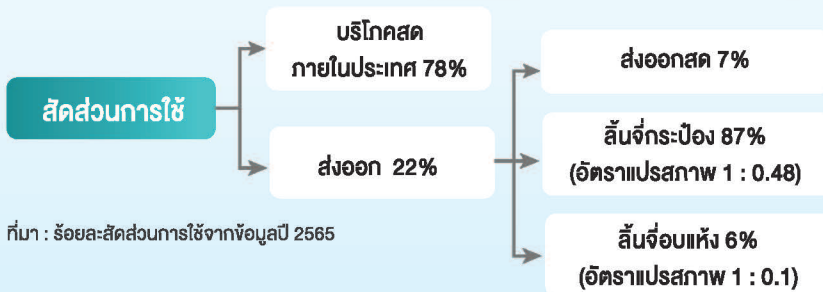 สัดส่วนการใช้
บริโภคสด
ภายในประเทศ 78%
ส่งออก 22%
ส่งออกสด 7%
ลิ้นจี่กระป๋อง 87%
(อัตราแปรสภาพ 1 : 0.48)
ลิ้นจี่อบแห้ง 6%
(อัตราแปรสภาพ 1 : 0.1)
ที่มา : ร้อยละสัดส่วนการใช้จากข้อมูลปี 2565